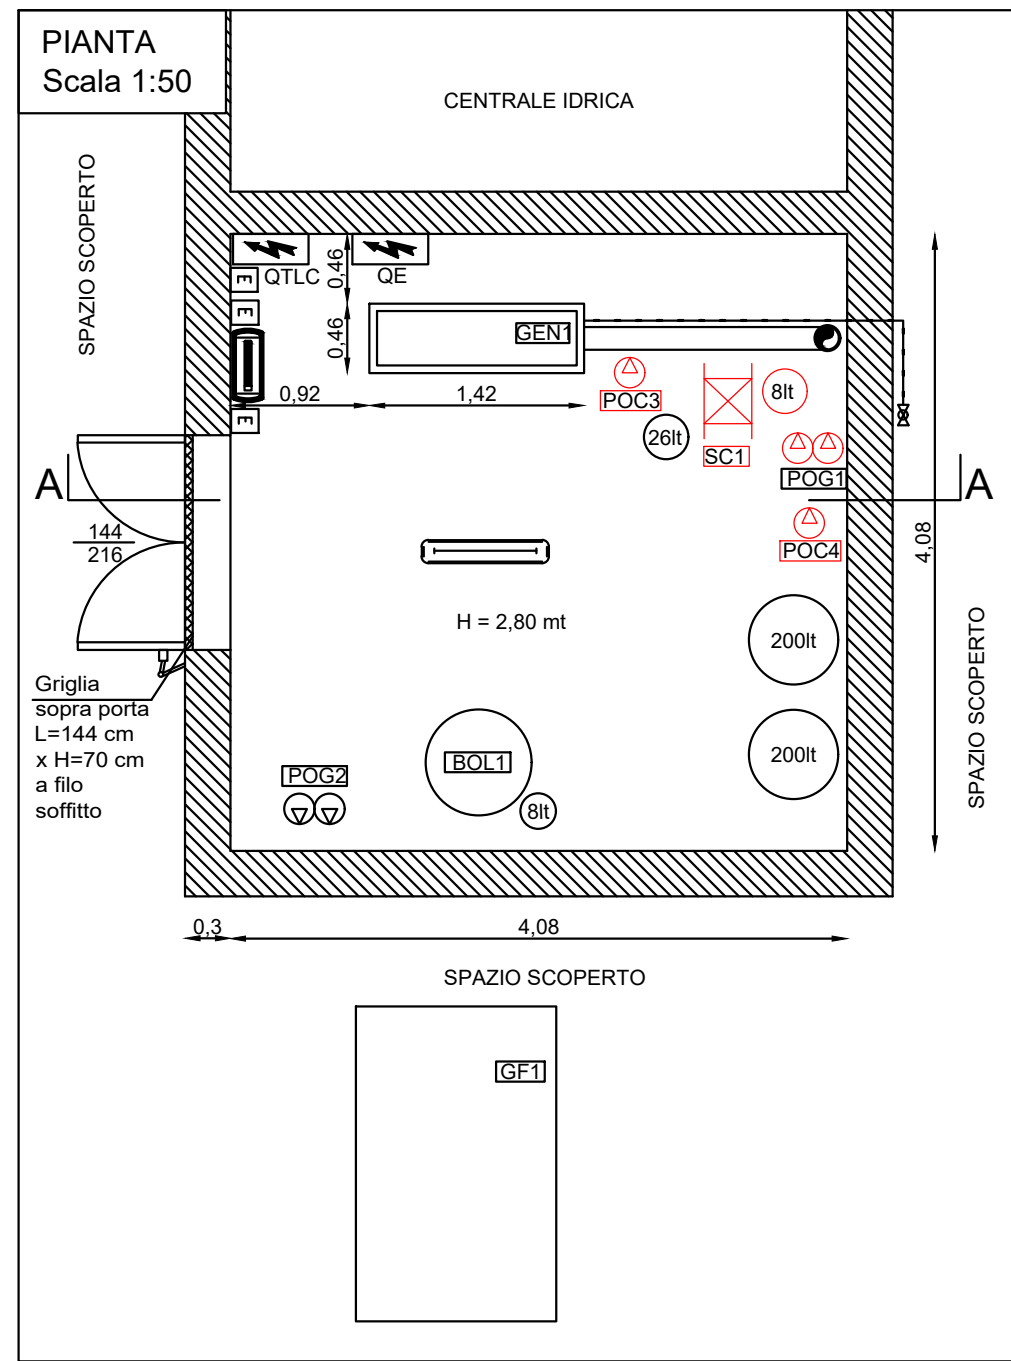 PIANTA
Scala 1:50
CENTRALE IDRICA
SPAZIO SCOPERTO
QTLC
0,46
QE
E
E
E
0,46
GEN1
0,92
1,42
POC3
8lt
26lt
SC1
POG1
A
A
144
216
POC4
4,08
H = 2,80 mt
200lt
SPAZIO SCOPERTO
Griglia
sopra porta
L=144 cm
x H=70 cm
a filo
soffitto
BOL1
200lt
POG2
8lt
0,3
4,08
SPAZIO SCOPERTO
GF1